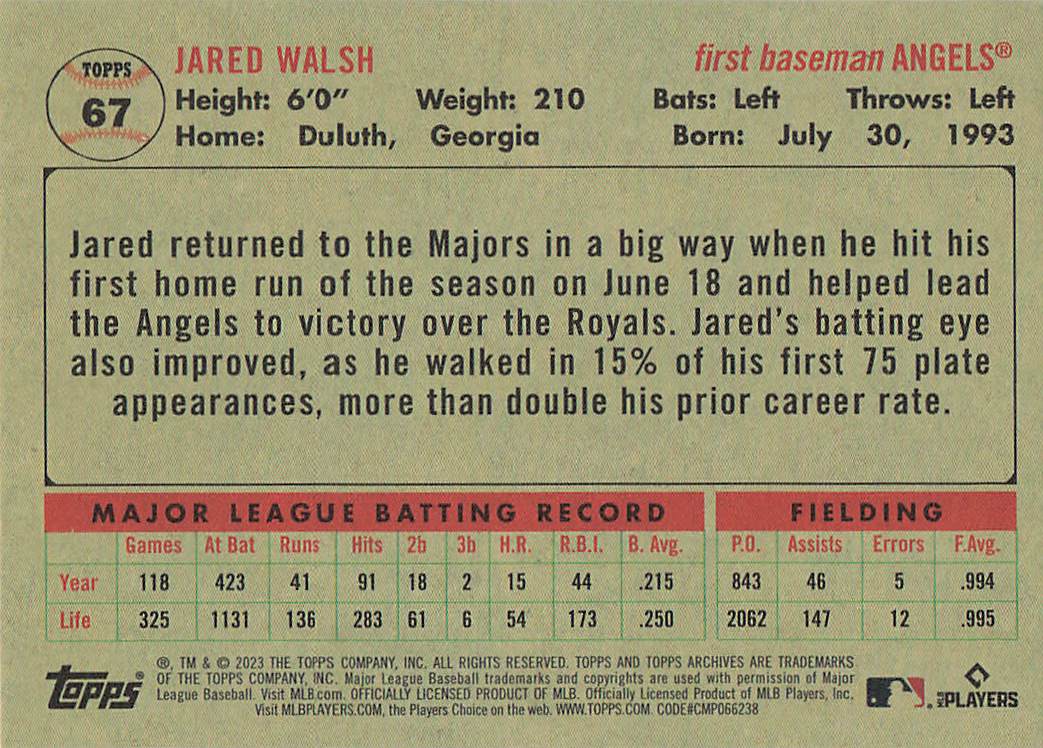 TOPPS
67
JARED WALSH
first baseman ANGELS®
Height: 6'0" Weight: 210 Bats: Left Throws: Left
Home: Duluth, Georgia Born: July 30, 1993
Jared returned to the Majors in a big way when he hit his
first home run of the season on June 18 and helped lead
the Angels to victory over the Royals. Jared's batting eye
also improved, as he walked in 15% of his first 75 plate
appearances, more than double his prior career rate.
MAJOR LEAGUE BATTING RECORD FIELDING
Games At Bat Runs Hits 2b 3b H.R. R.B.I. B. Avg. P.O. Assists Errors F.Avg.
Year 118 423 41 91 18 2 15 44 .215 843 46 5 .994
Life 325 1131 136 283 61 6 54 173 .250 2062 147 12 .995
®, TM & © 2023 THE TOPPS COMPANY, INC. ALL RIGHTS RESERVED. TOPPS AND TOPPS ARCHIVES ARE TRADEMARKS
OF THE TOPPS COMPANY, INC. Major League Baseball trademarks and copyrights are used with permission of Major
League Baseball. Visit MLB.com. OFFICIALLY LICENSED PRODUCT OF MLB. Officially Licensed Product of MLB Players, Inc.
Visit MLBPLAYERS.COM, the Players Choice on the web. WWW.TOPPS.COM. CODE#CMP066238
topps®
MLB PLAYERS